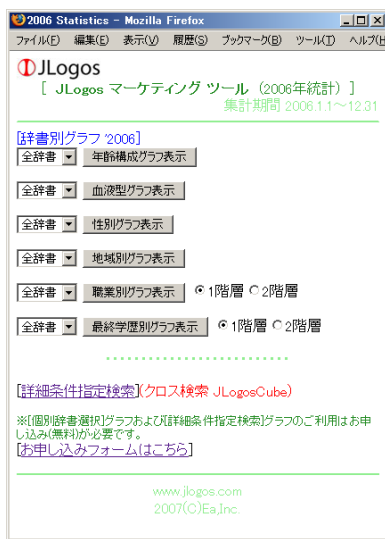 2006 Statistics - Mozilla Firefox
ファイル(F) 編集(E) 表示(V) 履歴(S) ブックマーク(B) ツール(T) ヘルプ(H
JLogos
[ JLogos マーケティング ツール (2006年統計) ]
集計期間 2006.1.1～12.31
[辞書別グラフ '2006]
全辞書 年齢構成グラフ表示
全辞書 血液型グラフ表示
全辞書 性別グラフ表示
全辞書 地域別グラフ表示
全辞書 職業別グラフ表示 1階層 2階層
全辞書 最終学歴別グラフ表示 1階層 2階層
[詳細条件指定検索](クロス検索 JLogosCube)
※[個別辞書選択]グラフおよび[詳細条件指定検索]グラフのご利用はお申
し込み(無料)が必要です。
[お申し込みフォームはこちら]
www.jlogos.com
2007(C)Ea,Inc.